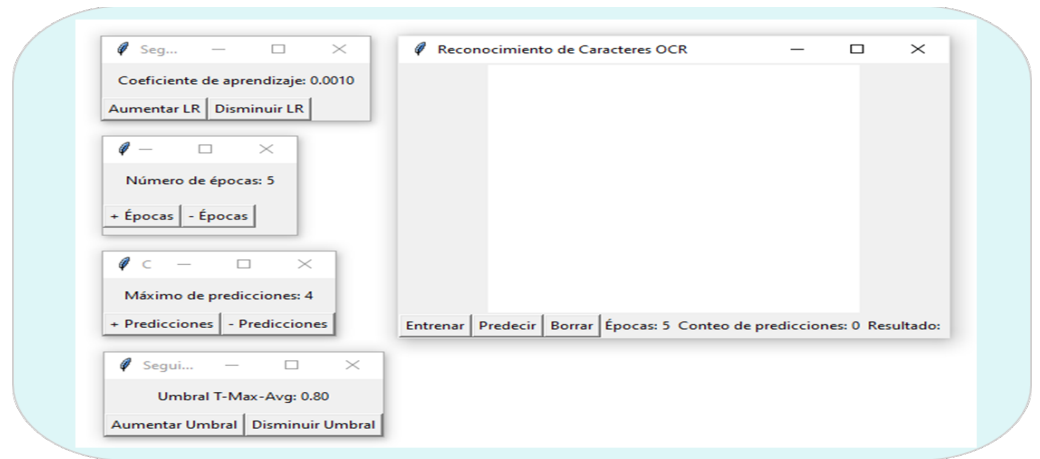 Seg...
Coeficiente de aprendizaje: 0.0010
Aumentar LR Disminuir LR
Número de épocas: 5
+ Épocas - Épocas
C
Máximo de predicciones: 4
+ Predicciones - Predicciones
Segui...
Umbral T-Max-Avg: 0.80
Aumentar Umbral Disminuir Umbral
Reconocimiento de Caracteres OCR
Entrenar Predecir Borrar Épocas: 5 Conteo de predicciones: 0 Resultado: